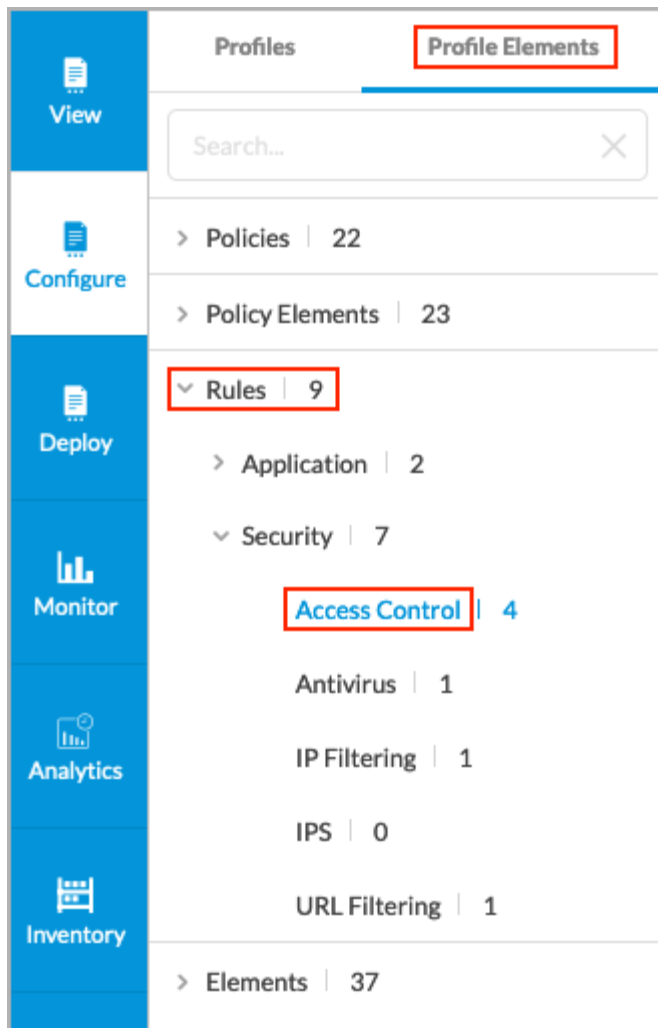 Profiles
Profile Elements
View
Search...
Configure
Policies 22
Policy Elements 23
Rules 9
Deploy
Application 2
Security 7
Monitor
Access Control 4
Antivirus 1
Analytics
IP Filtering 1
IPS 0
Inventory
URL Filtering 1
Elements 37